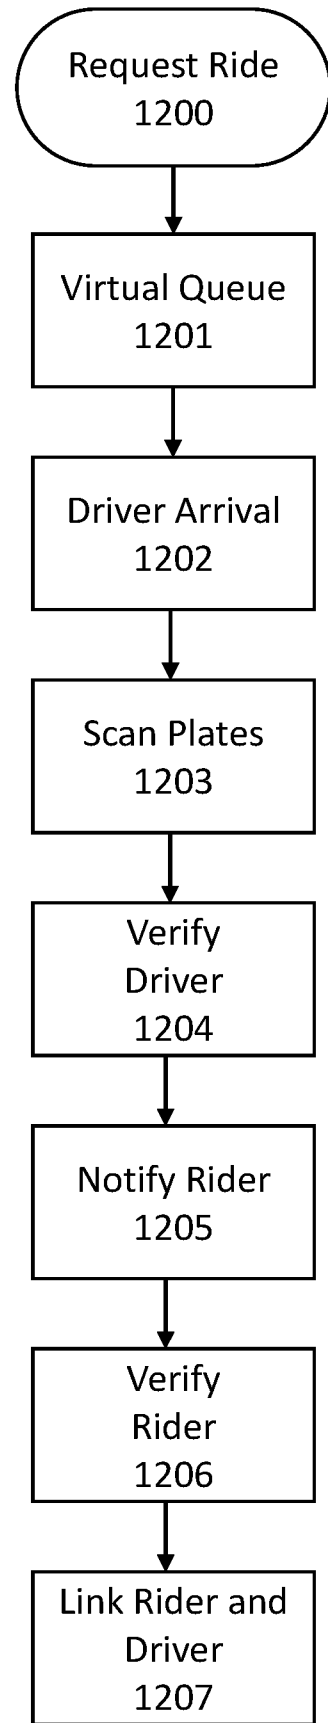 Request Ride
1200
Virtual Queue
1201
Driver Arrival
1202
Scan Plates
1203
Verify
Driver
1204
Notify Rider
1205
Verify
Rider
1206
Link Rider and
Driver
1207